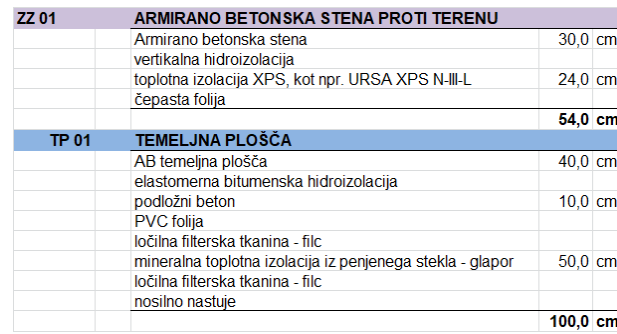 ZZ 01 ARMIRANO BETONSKA STENA PROTI TERENU
Armirano betonska stena 30,0 cm
vertikalna hidroizolacija
toplotna izolacija XPS, kot npr. URSA XPS N-III-L 24,0 cm
čepasta folija
54,0 cm
TP 01 TEMELJNA PLOŠČA
AB temeljna plošča 40,0 cm
elastomerna bitumenska hidroizolacija
podložni beton 10,0 cm
PVC folija
ločilna filterska tkanina - filc
mineralna toplotna izolacija iz penjenega stekla - glapor 50,0 cm
ločilna filterska tkanina - filc
nosilno nastuje
100,0 cm